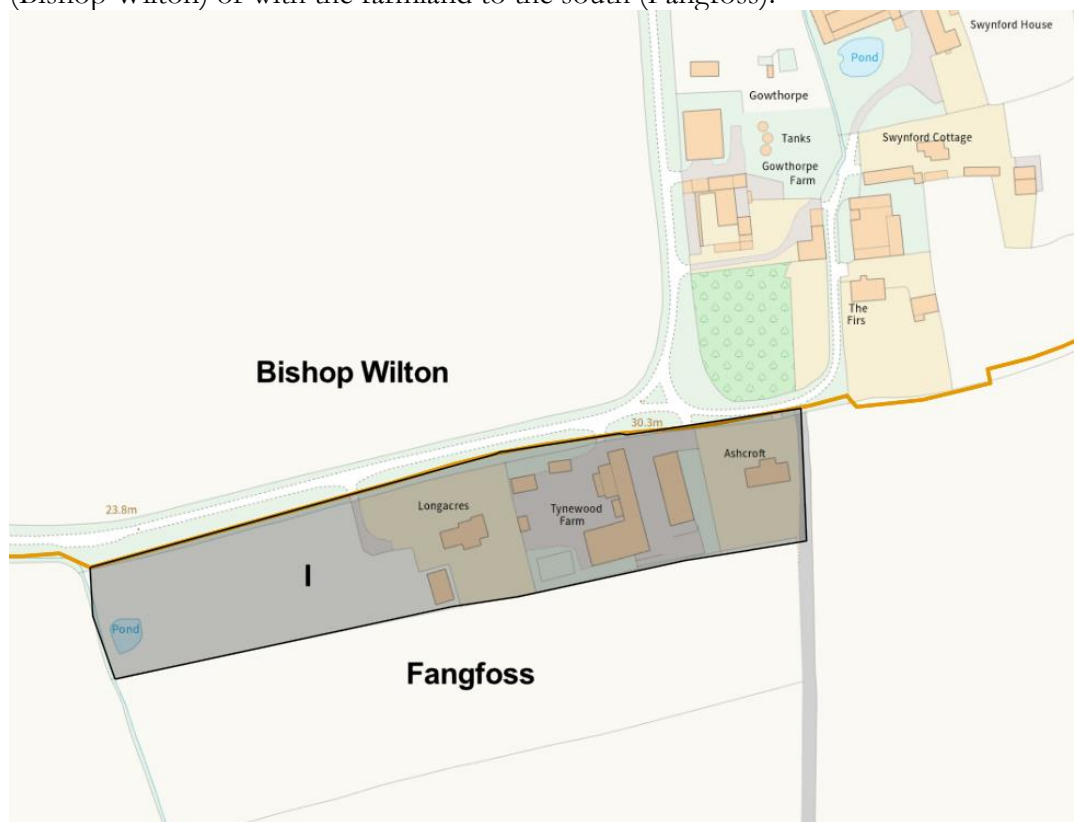 (Bishop Wilton) or with the farmland to the south (Fangfoss).
Swynford House
Pond
Gowthorpe
Tanks
Swynford Cottage
Gowthorpe
Farm
The
Firs
Bishop Wilton
30.3m
Ashcroft
23.8m
Longacres
Tynewood
Farm
I
Pond
Fangfoss